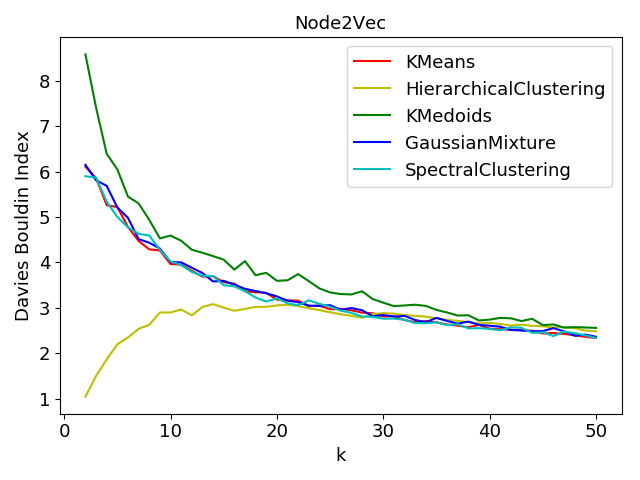 Node2Vec
KMeans
HierarchicalClustering
KMedoids
GaussianMixture
SpectralClustering
Davies Bouldin Index
8
7
6
5
4
3
2
1
0
10
20
30
40
50
k